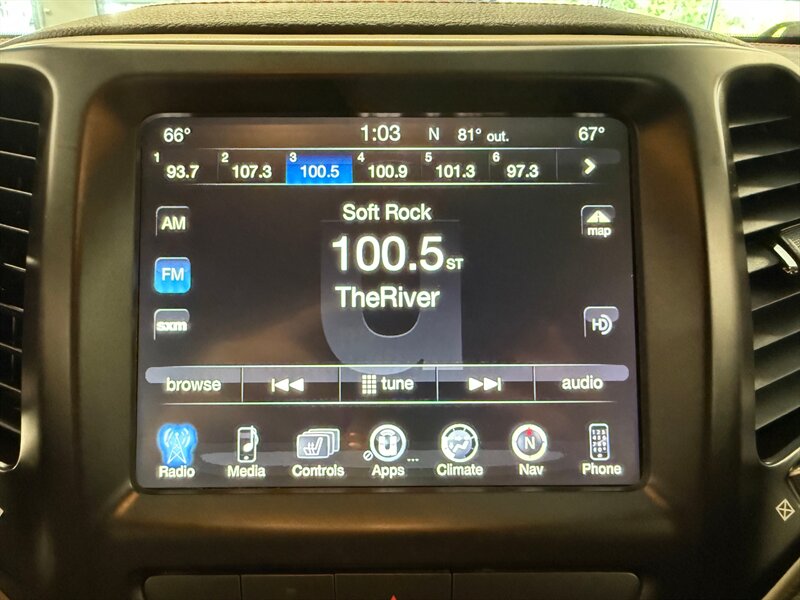 66° 1:03 N 81° out. 67°
1 93.7 2 107.3 3 100.5 4 100.9 5 101.3 6 97.3
Soft Rock
AM map
100.5 ST
FM
TheRiver
sxm HD
browse tune audio
N
Radio Media Controls Apps ... Climate Nav Phone